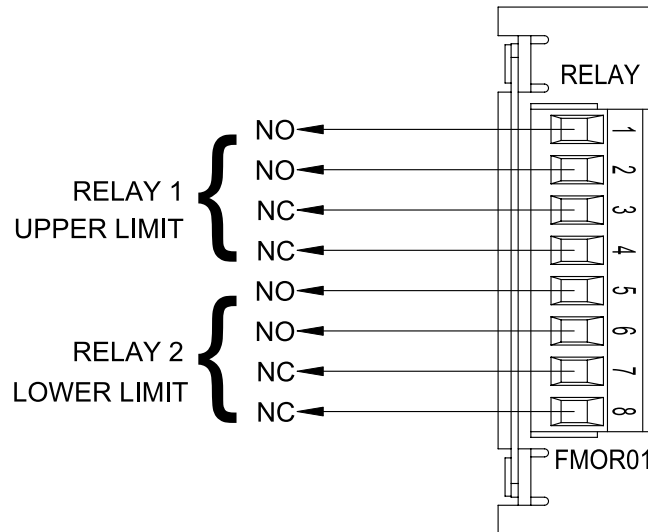 RELAY
NO 1
NO 2
RELAY 1
UPPER LIMIT
NC 3
NC 4
NO 5
NO 6
RELAY 2
LOWER LIMIT
NC 7
NC 8
FMOR01